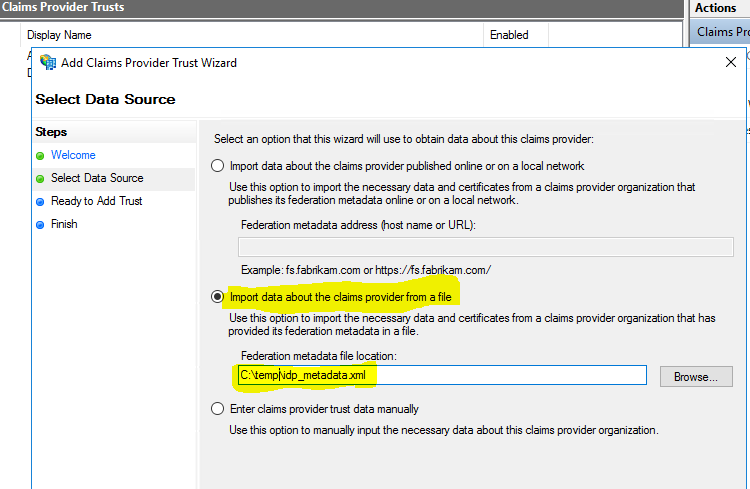 Claims Provider Trusts
Actions
Display Name
Enabled
Claims Pro
Add Claims Provider Trust Wizard
Select Data Source
Steps
Welcome
Select Data Source
Ready to Add Trust
Finish
Select an option that this wizard will use to obtain data about this claims provider:
Import data about the claims provider published online or on a local network
Use this option to import the necessary data and certificates from a claims provider organization that
publishes its federation metadata online or on a local network.
Federation metadata address (host name or URL):
Example: fs.fabrikam.com or https://fs.fabrikam.com/
Import data about the claims provider from a file
Use this option to import the necessary data and certificates from a claims provider organization that has
provided its federation metadata in a file.
Federation metadata file location:
C:\temp\idp_metadata.xml
Browse...
Enter claims provider trust data manually
Use this option to manually input the necessary data about this claims provider organization.